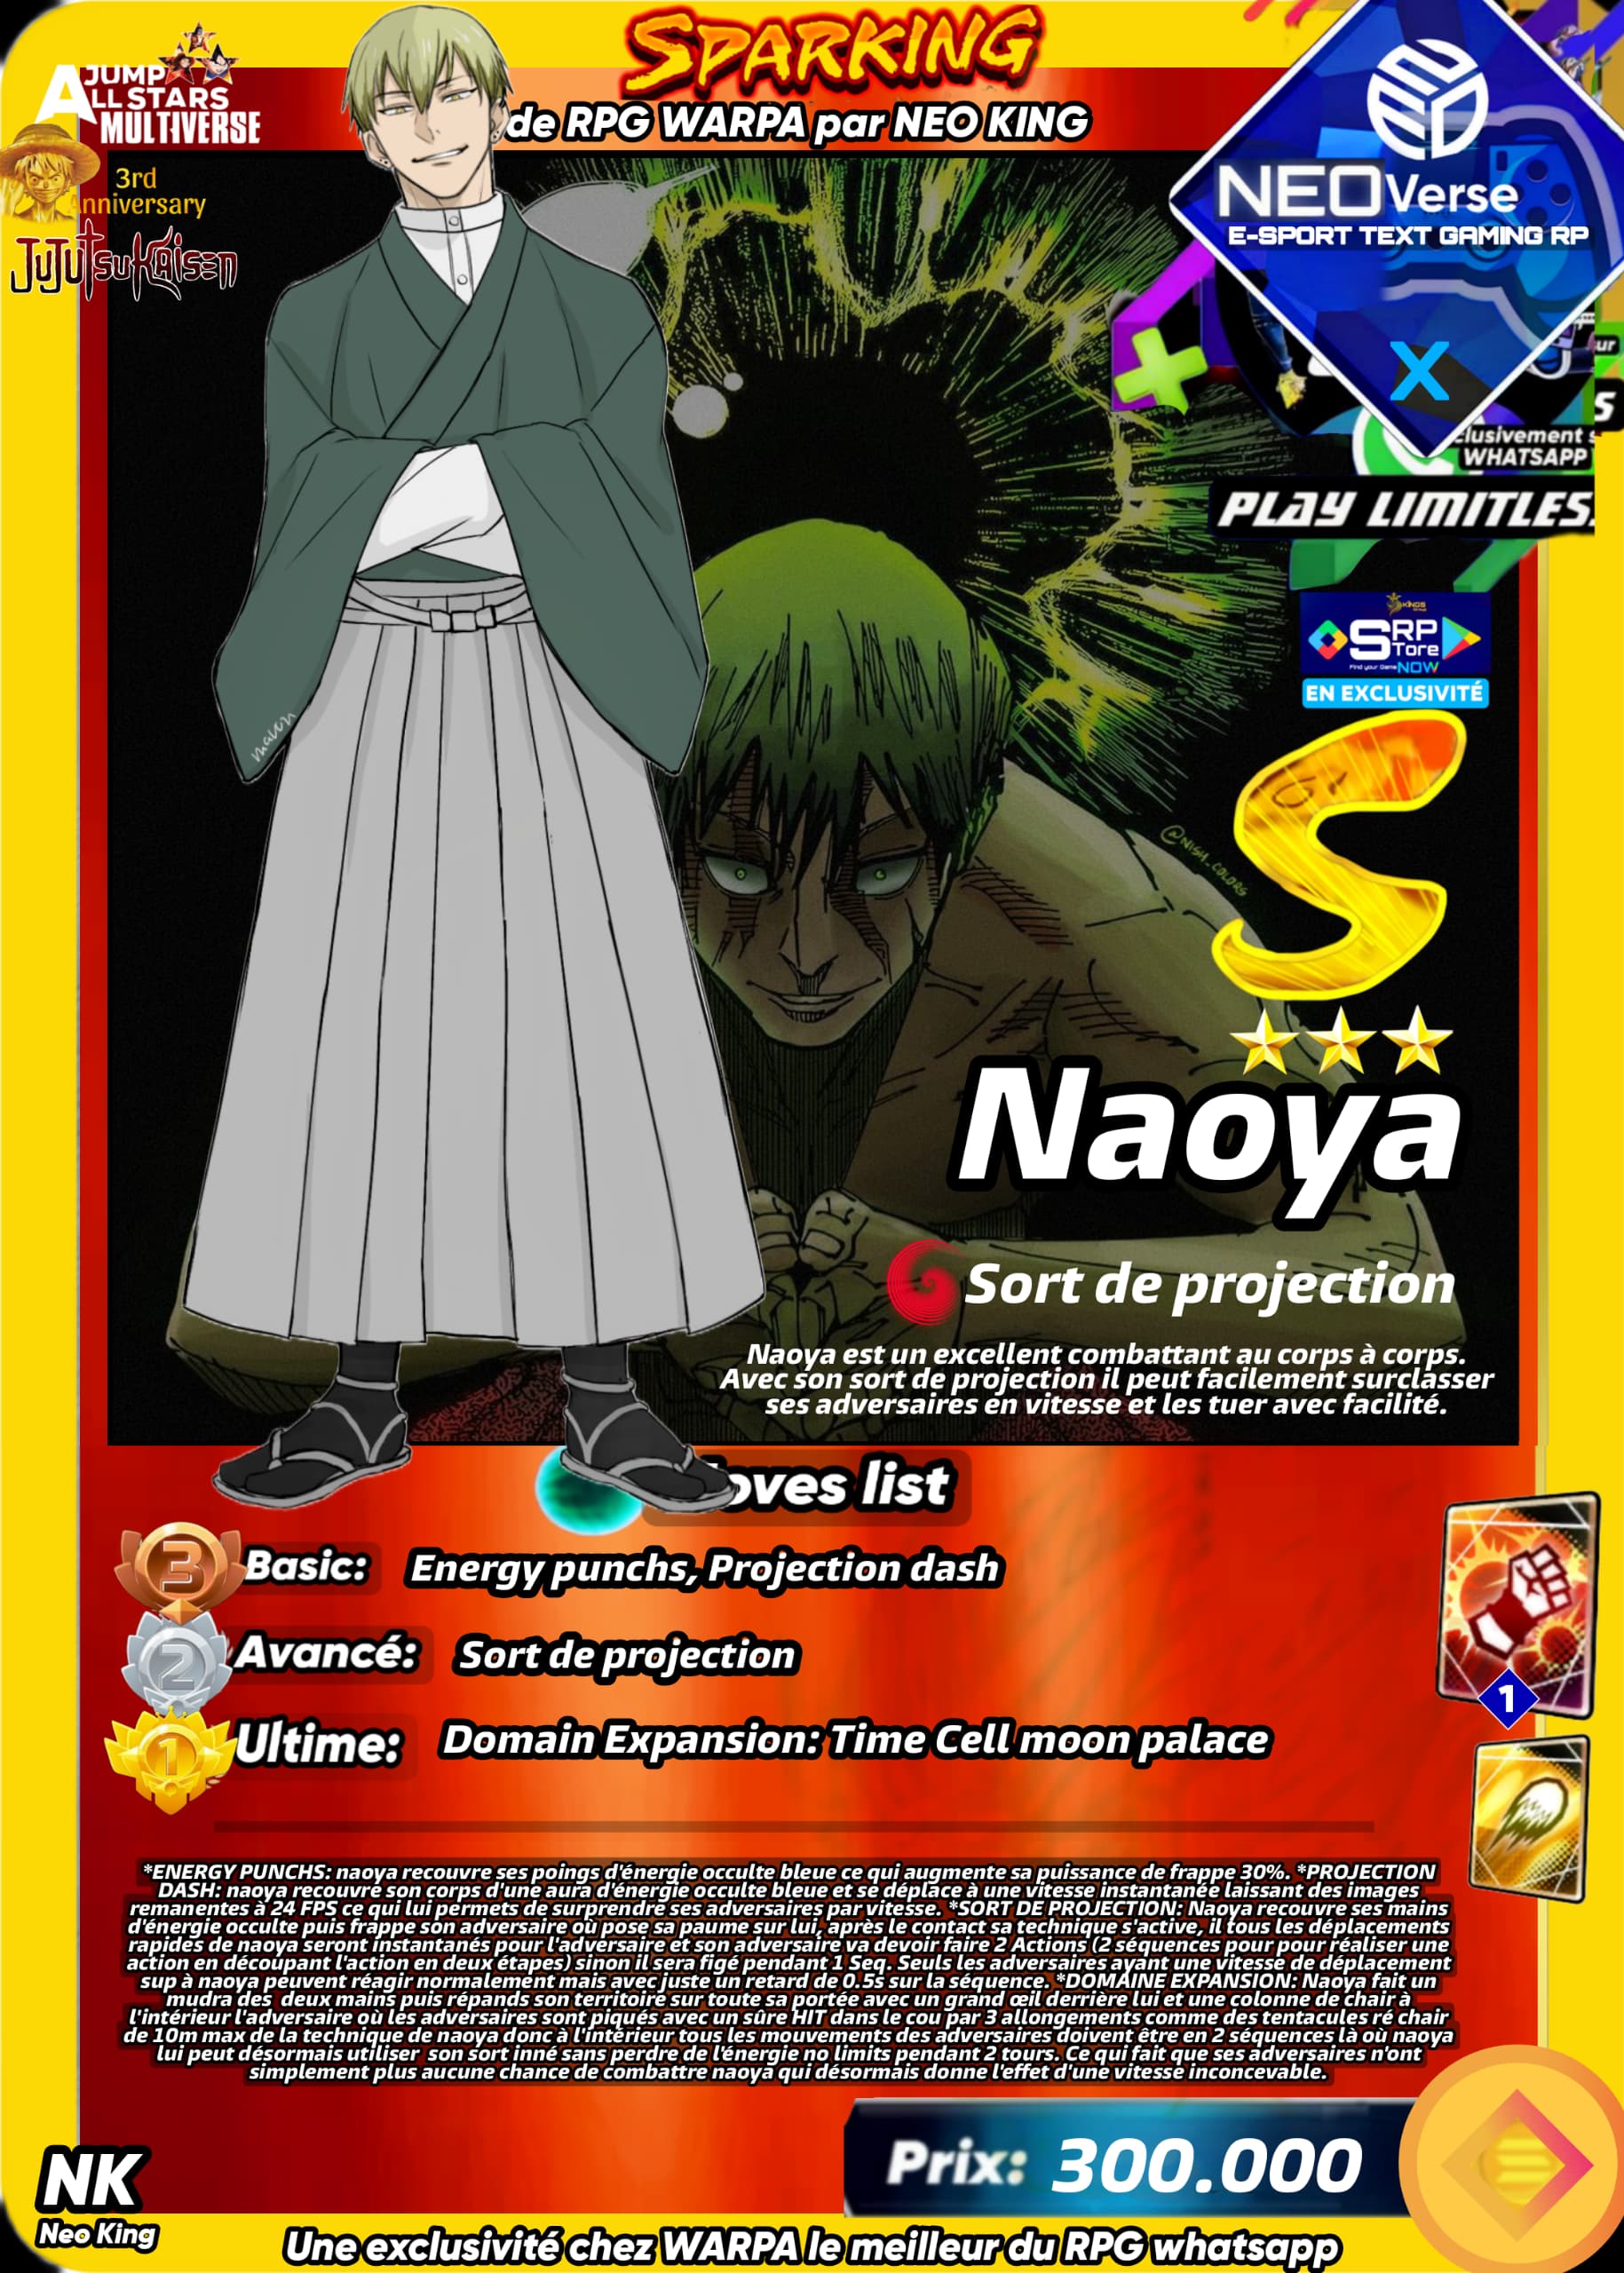 SPARKING
de RPG WARPA par NEO KING
JUMP
ALL STARS
MULTIVERSE
3rd
Anniversary
JUJUtsuKaisen
NEOVerse
E-SPORT TEXT GAMING RP
X
ur
S
clusivement s
WHATSAPP
PLAY LIMITLES
KINGS
SRP
Tore
Find your Game NOW
EN EXCLUSIVITÉ
maven
@NISH_COLORS
S
Naoya
Sort de projection
Naoya est un excellent combattant au corps à corps.
Avec son sort de projection il peut facilement surclasser
ses adversaires en vitesse et les tuer avec facilité.
oves list
3 Basic: Energy punchs, Projection dash
2 Avancé: Sort de projection
1 Ultime: Domain Expansion: Time Cell moon palace
1
*ENERGY PUNCHS: naoya recouvre ses poings d'énergie occulte bleue ce qui augmente sa puissance de frappe 30%. *PROJECTION
DASH: naoya recouvre son corps d'une aura d'énergie occulte bleue et se déplace à une vitesse instantanée laissant des images
remanentes à 24 FPS ce qui lui permets de surprendre ses adversaires par vitesse. *SORT DE PROJECTION: Naoya recouvre ses mains
d'énergie occulte puis frappe son adversaire où pose sa paume sur lui, après le contact sa technique s'active, il tous les déplacements
rapides de naoya seront instantanés pour l'adversaire et son adversaire va devoir faire 2 Actions (2 séquences pour pour réaliser une
action en découpant l'action en deux étapes) sinon il sera figé pendant 1 Seq. Seuls les adversaires ayant une vitesse de déplacement
sup à naoya peuvent réagir normalement mais avec juste un retard de 0.5s sur la séquence. *DOMAINE EXPANSION: Naoya fait un
mudra des deux mains puis répands son territoire sur toute sa portée avec un grand œil derrière lui et une colonne de chair à
l'intérieur l'adversaire où les adversaires sont piqués avec un sûre HIT dans le cou par 3 allongements comme des tentacules ré chair
de 10m max de la technique de naoya donc à l'intérieur tous les mouvements des adversaires doivent être en 2 séquences là où naoya
lui peut désormais utiliser son sort inné sans perdre de l'énergie no limits pendant 2 tours. Ce qui fait que ses adversaires n'ont
simplement plus aucune chance de combattre naoya qui désormais donne l'effet d'une vitesse inconcevable.
Prix: 300.000
NK
Neo King
Une exclusivité chez WARPA le meilleur du RPG whatsapp